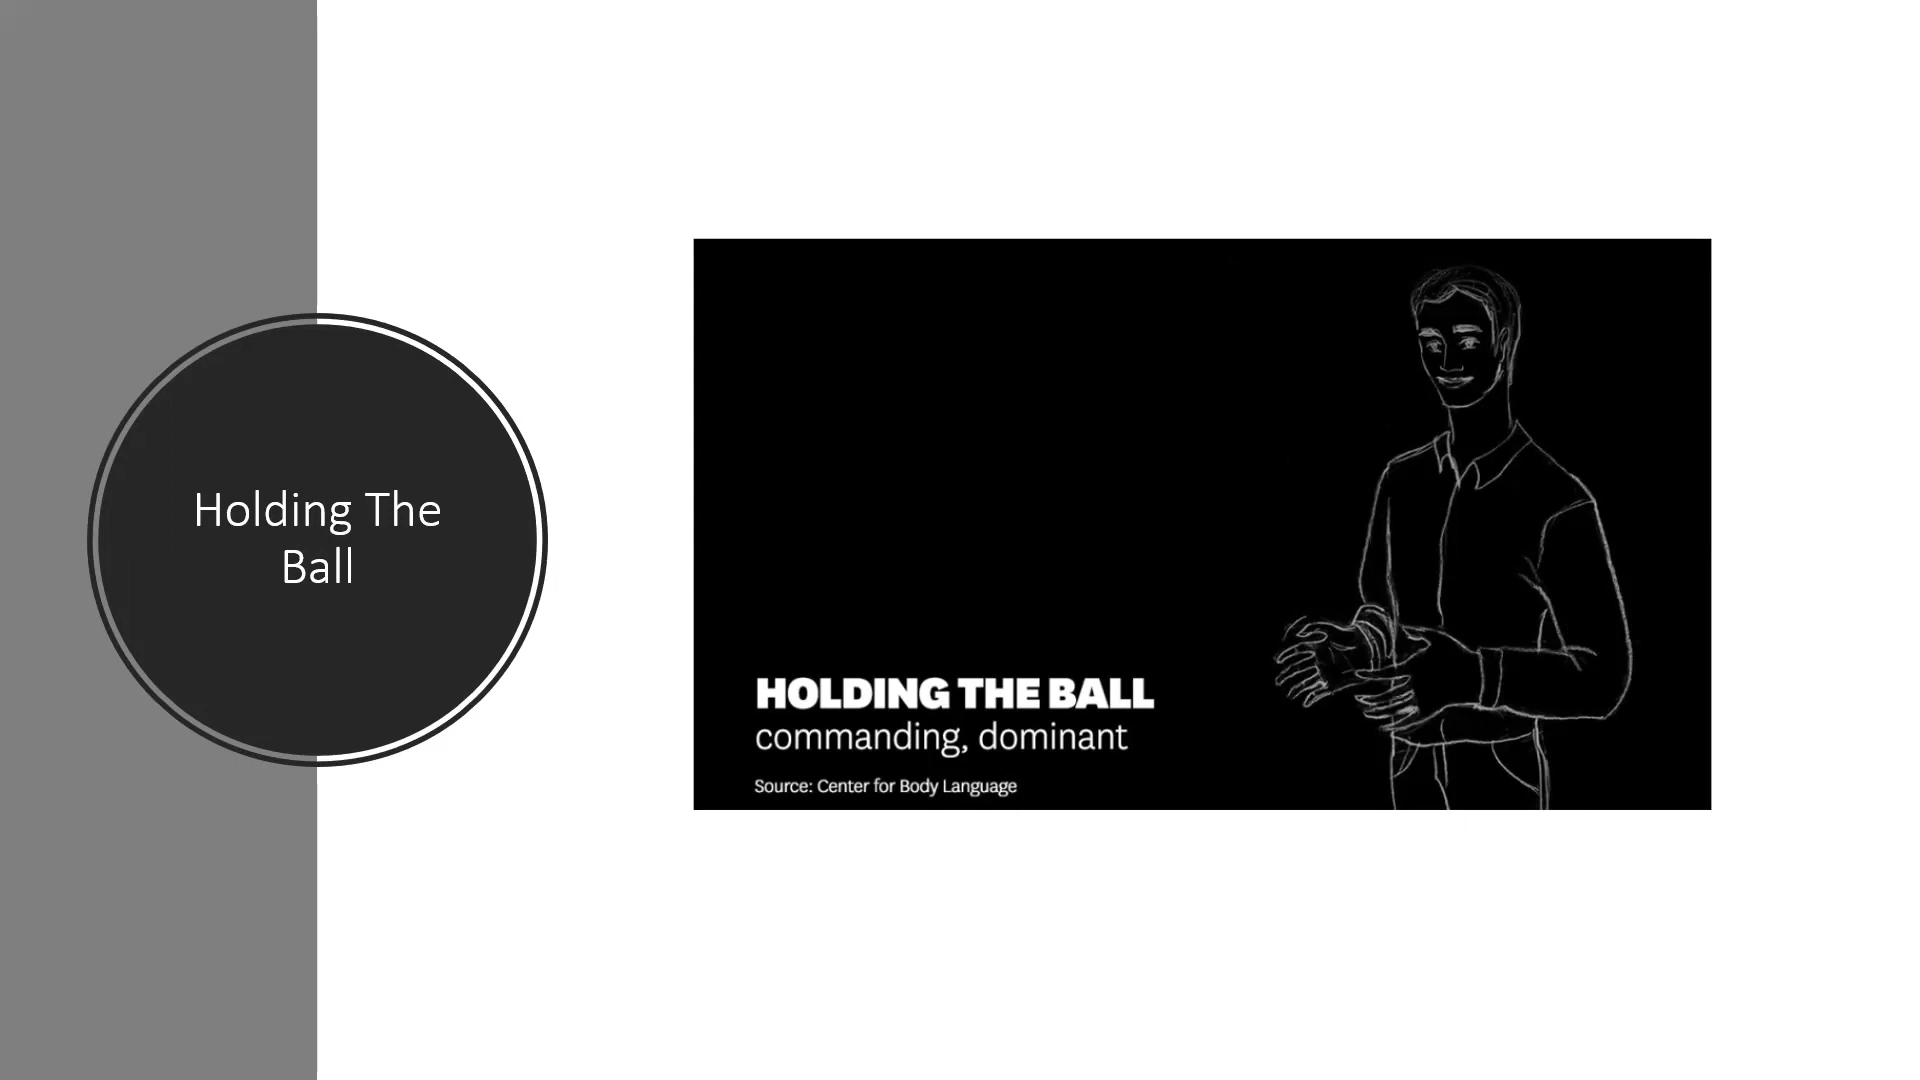 Holding The
Ball
HOLDING THE BALL
commanding, dominant
Source: Center for Body Language